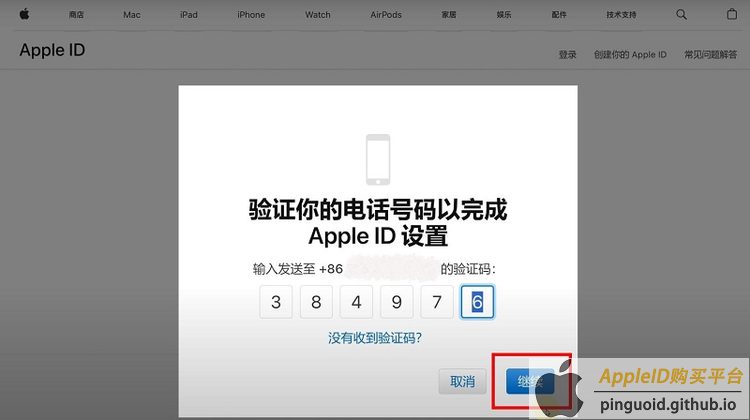 商店 Mac iPad iPhone Watch AirPods 家居 娱乐 配件 技术支持
Apple ID 登录 创建你的 Apple ID 常见问题解答
验证你的电话号码以完成
Apple ID 设置
输入发送至 +86 的验证码：
3 8 4 9 7 6
没有收到验证码？
取消 继续
AppleID购买平台
pinguoid.github.io